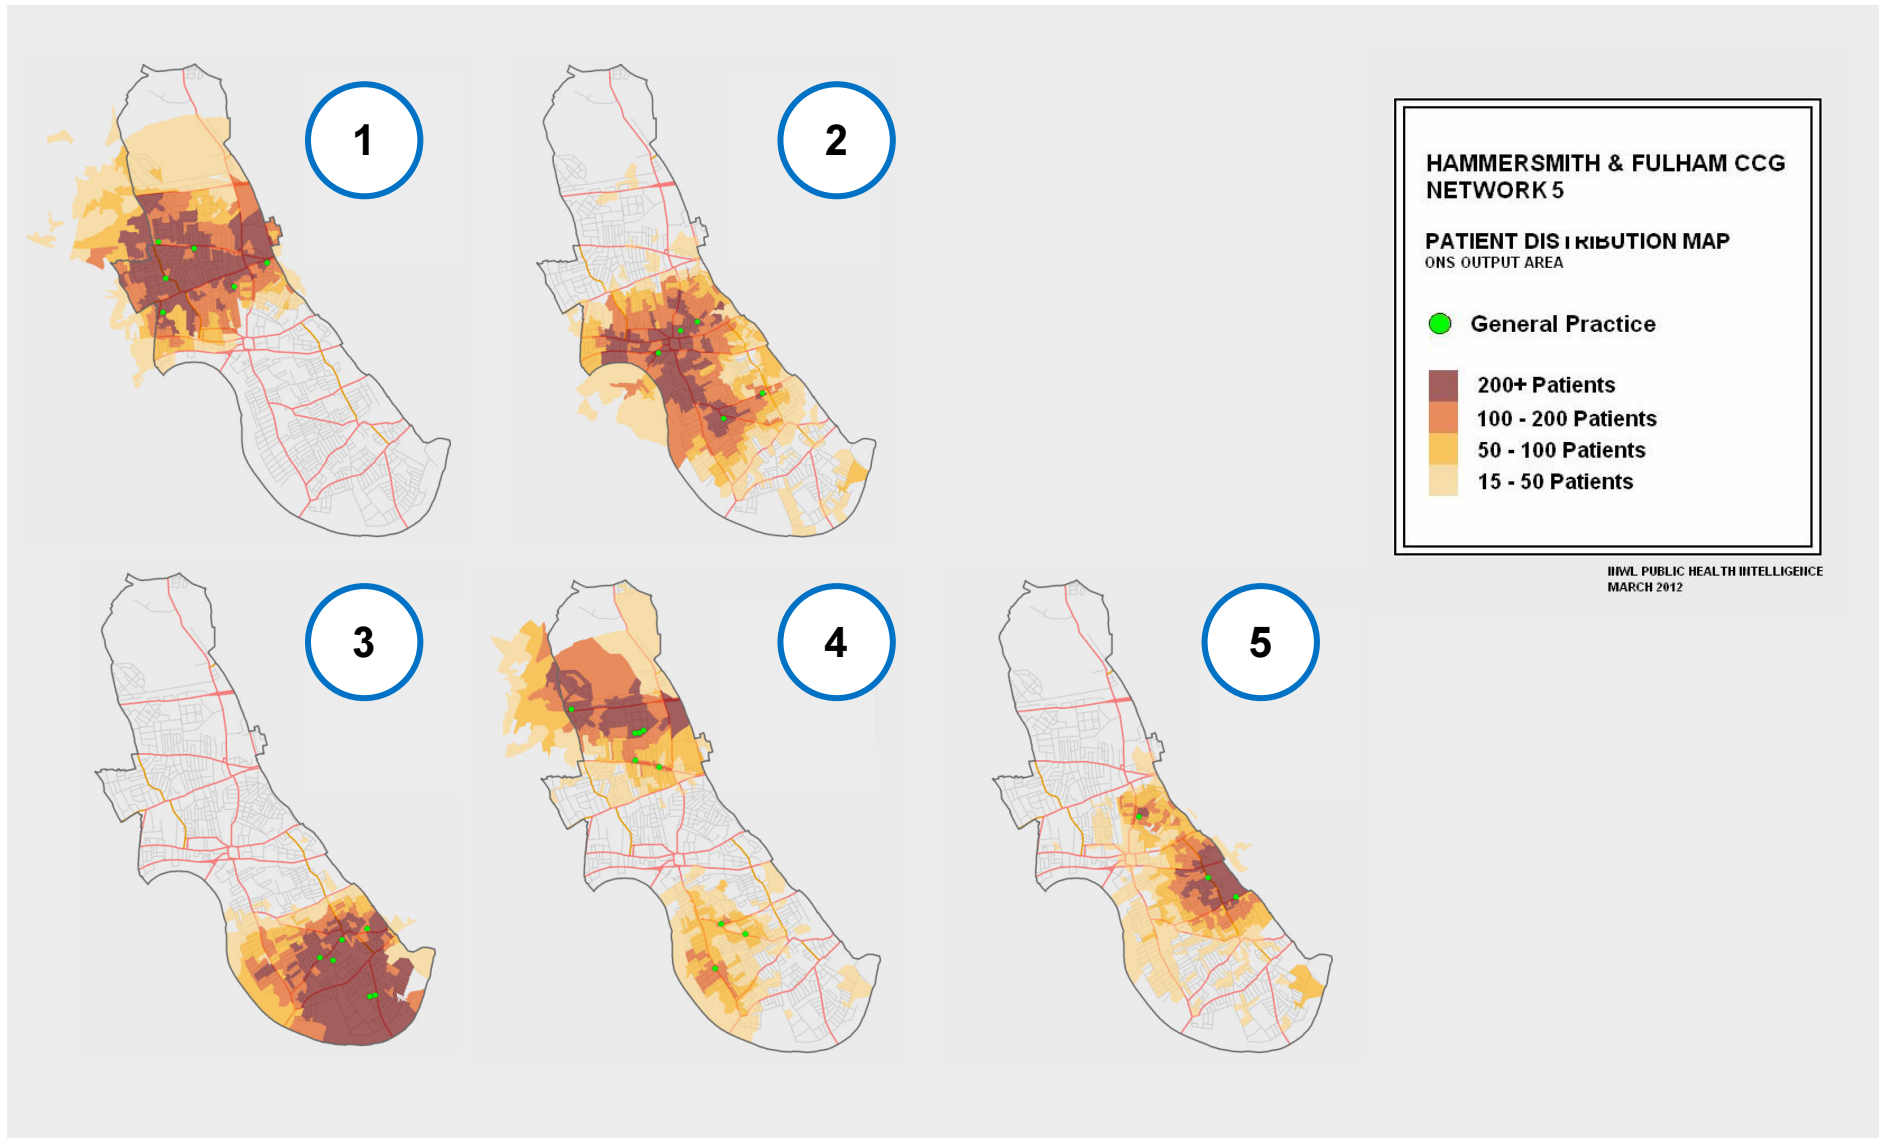 1
2
3
4
5
HAMMERSMITH & FULHAM CCG
NETWORK 5
PATIENT DISTRIBUTION MAP
ONS OUTPUT AREA
General Practice
200+ Patients
100 - 200 Patients
50 - 100 Patients
15 - 50 Patients
INWL PUBLIC HEALTH INTELLIGENCE
MARCH 2012